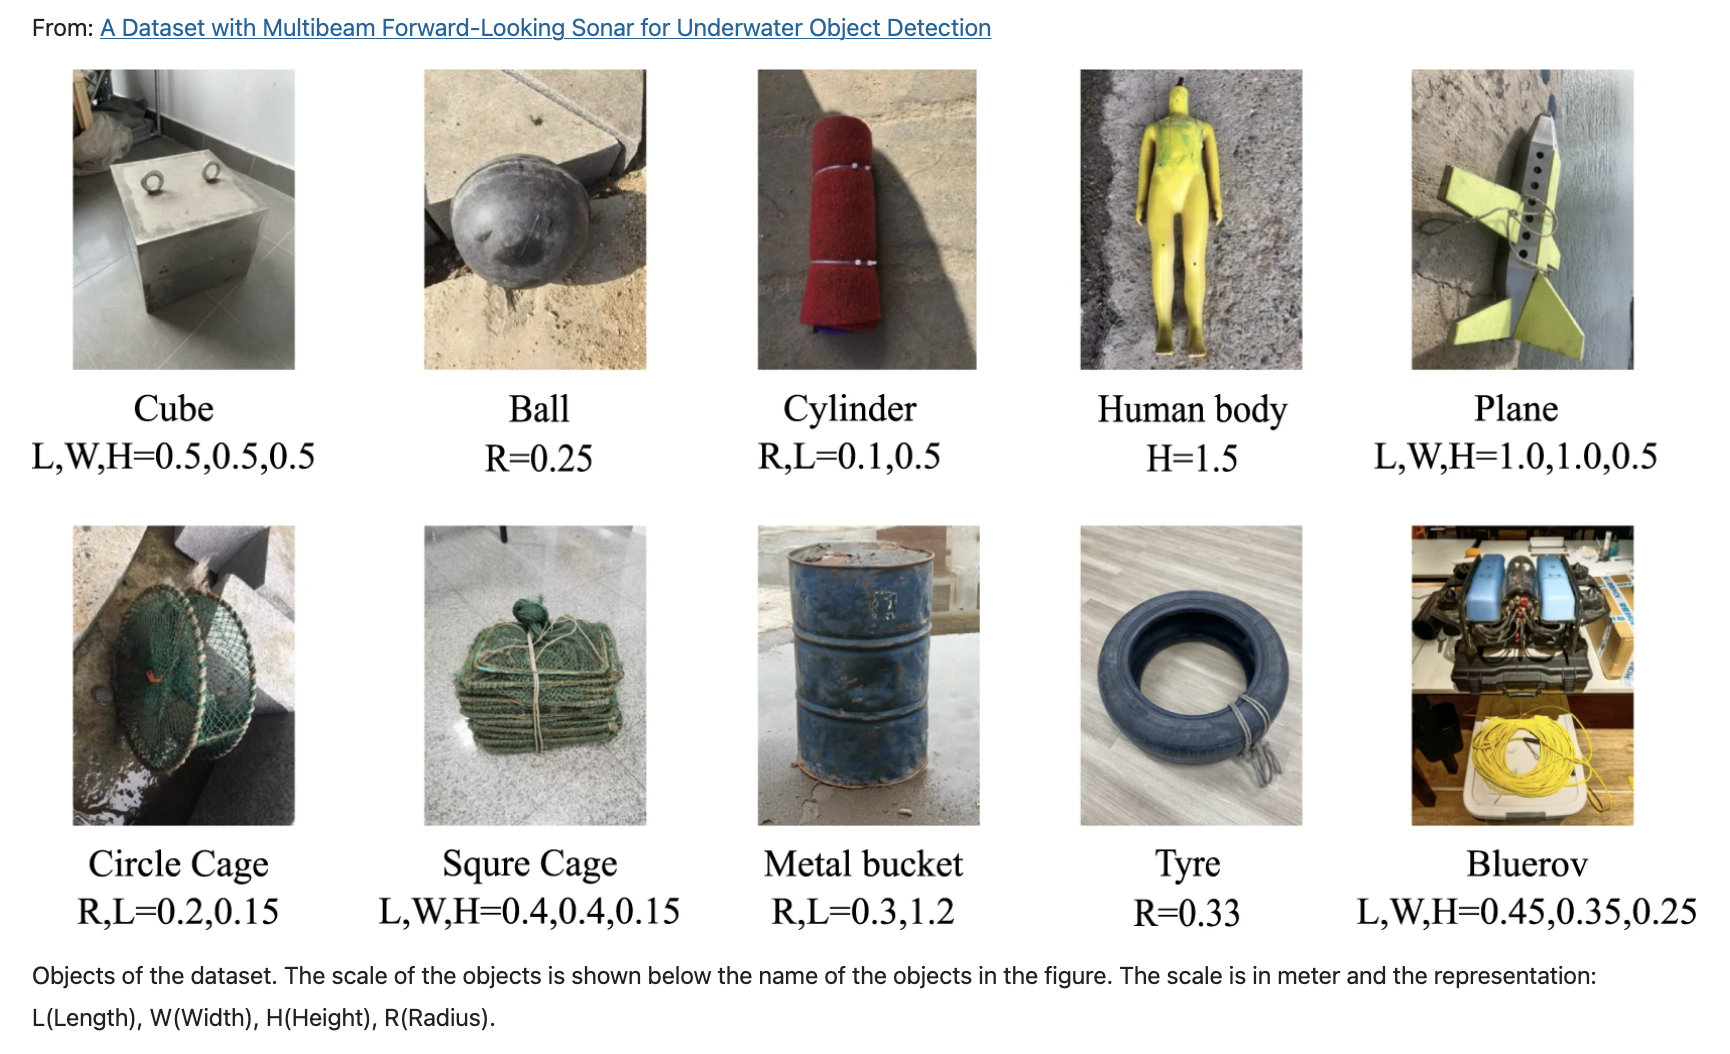 From: A Dataset with Multibeam Forward-Looking Sonar for Underwater Object Detection
Cube
L,W,H=0.5,0.5,0.5
Ball
R=0.25
Cylinder
R,L=0.1,0.5
Human body
H=1.5
Plane
L,W,H=1.0,1.0,0.5
Circle Cage
R,L=0.2,0.15
Squre Cage
L,W,H=0.4,0.4,0.15
Metal bucket
R,L=0.3,1.2
Tyre
R=0.33
Bluerov
L,W,H=0.45,0.35,0.25
Objects of the dataset. The scale of the objects is shown below the name of the objects in the figure. The scale is in meter and the representation:
L(Length), W(Width), H(Height), R(Radius).